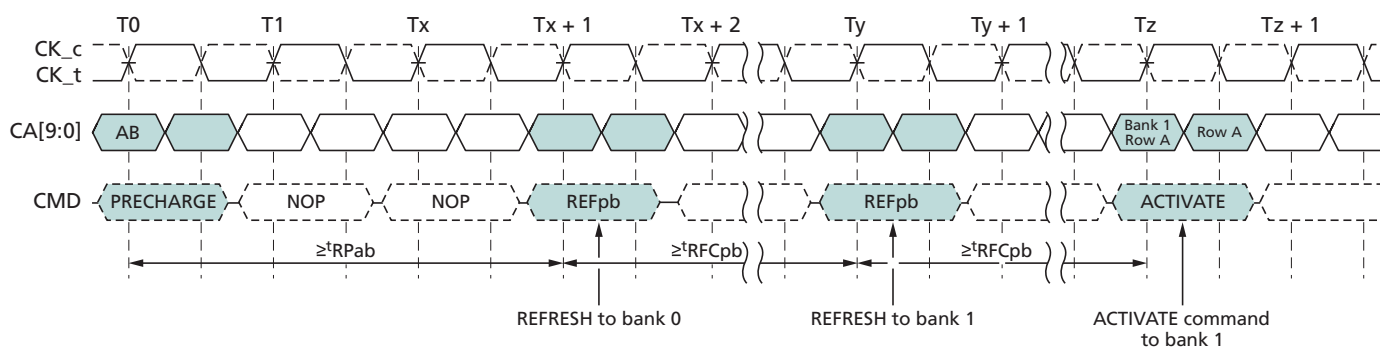 T0 T1 Tx Tx + 1 Tx + 2 Ty Ty + 1 Tz Tz + 1
CK_c
CK_t
CA[9:0] AB Bank 1 Row A
Row A
CMD PRECHARGE NOP NOP REFpb REFpb ACTIVATE
≥tRPab ≥tRFCpb ≥tRFCpb
REFRESH to bank 0 REFRESH to bank 1 ACTIVATE command
to bank 1